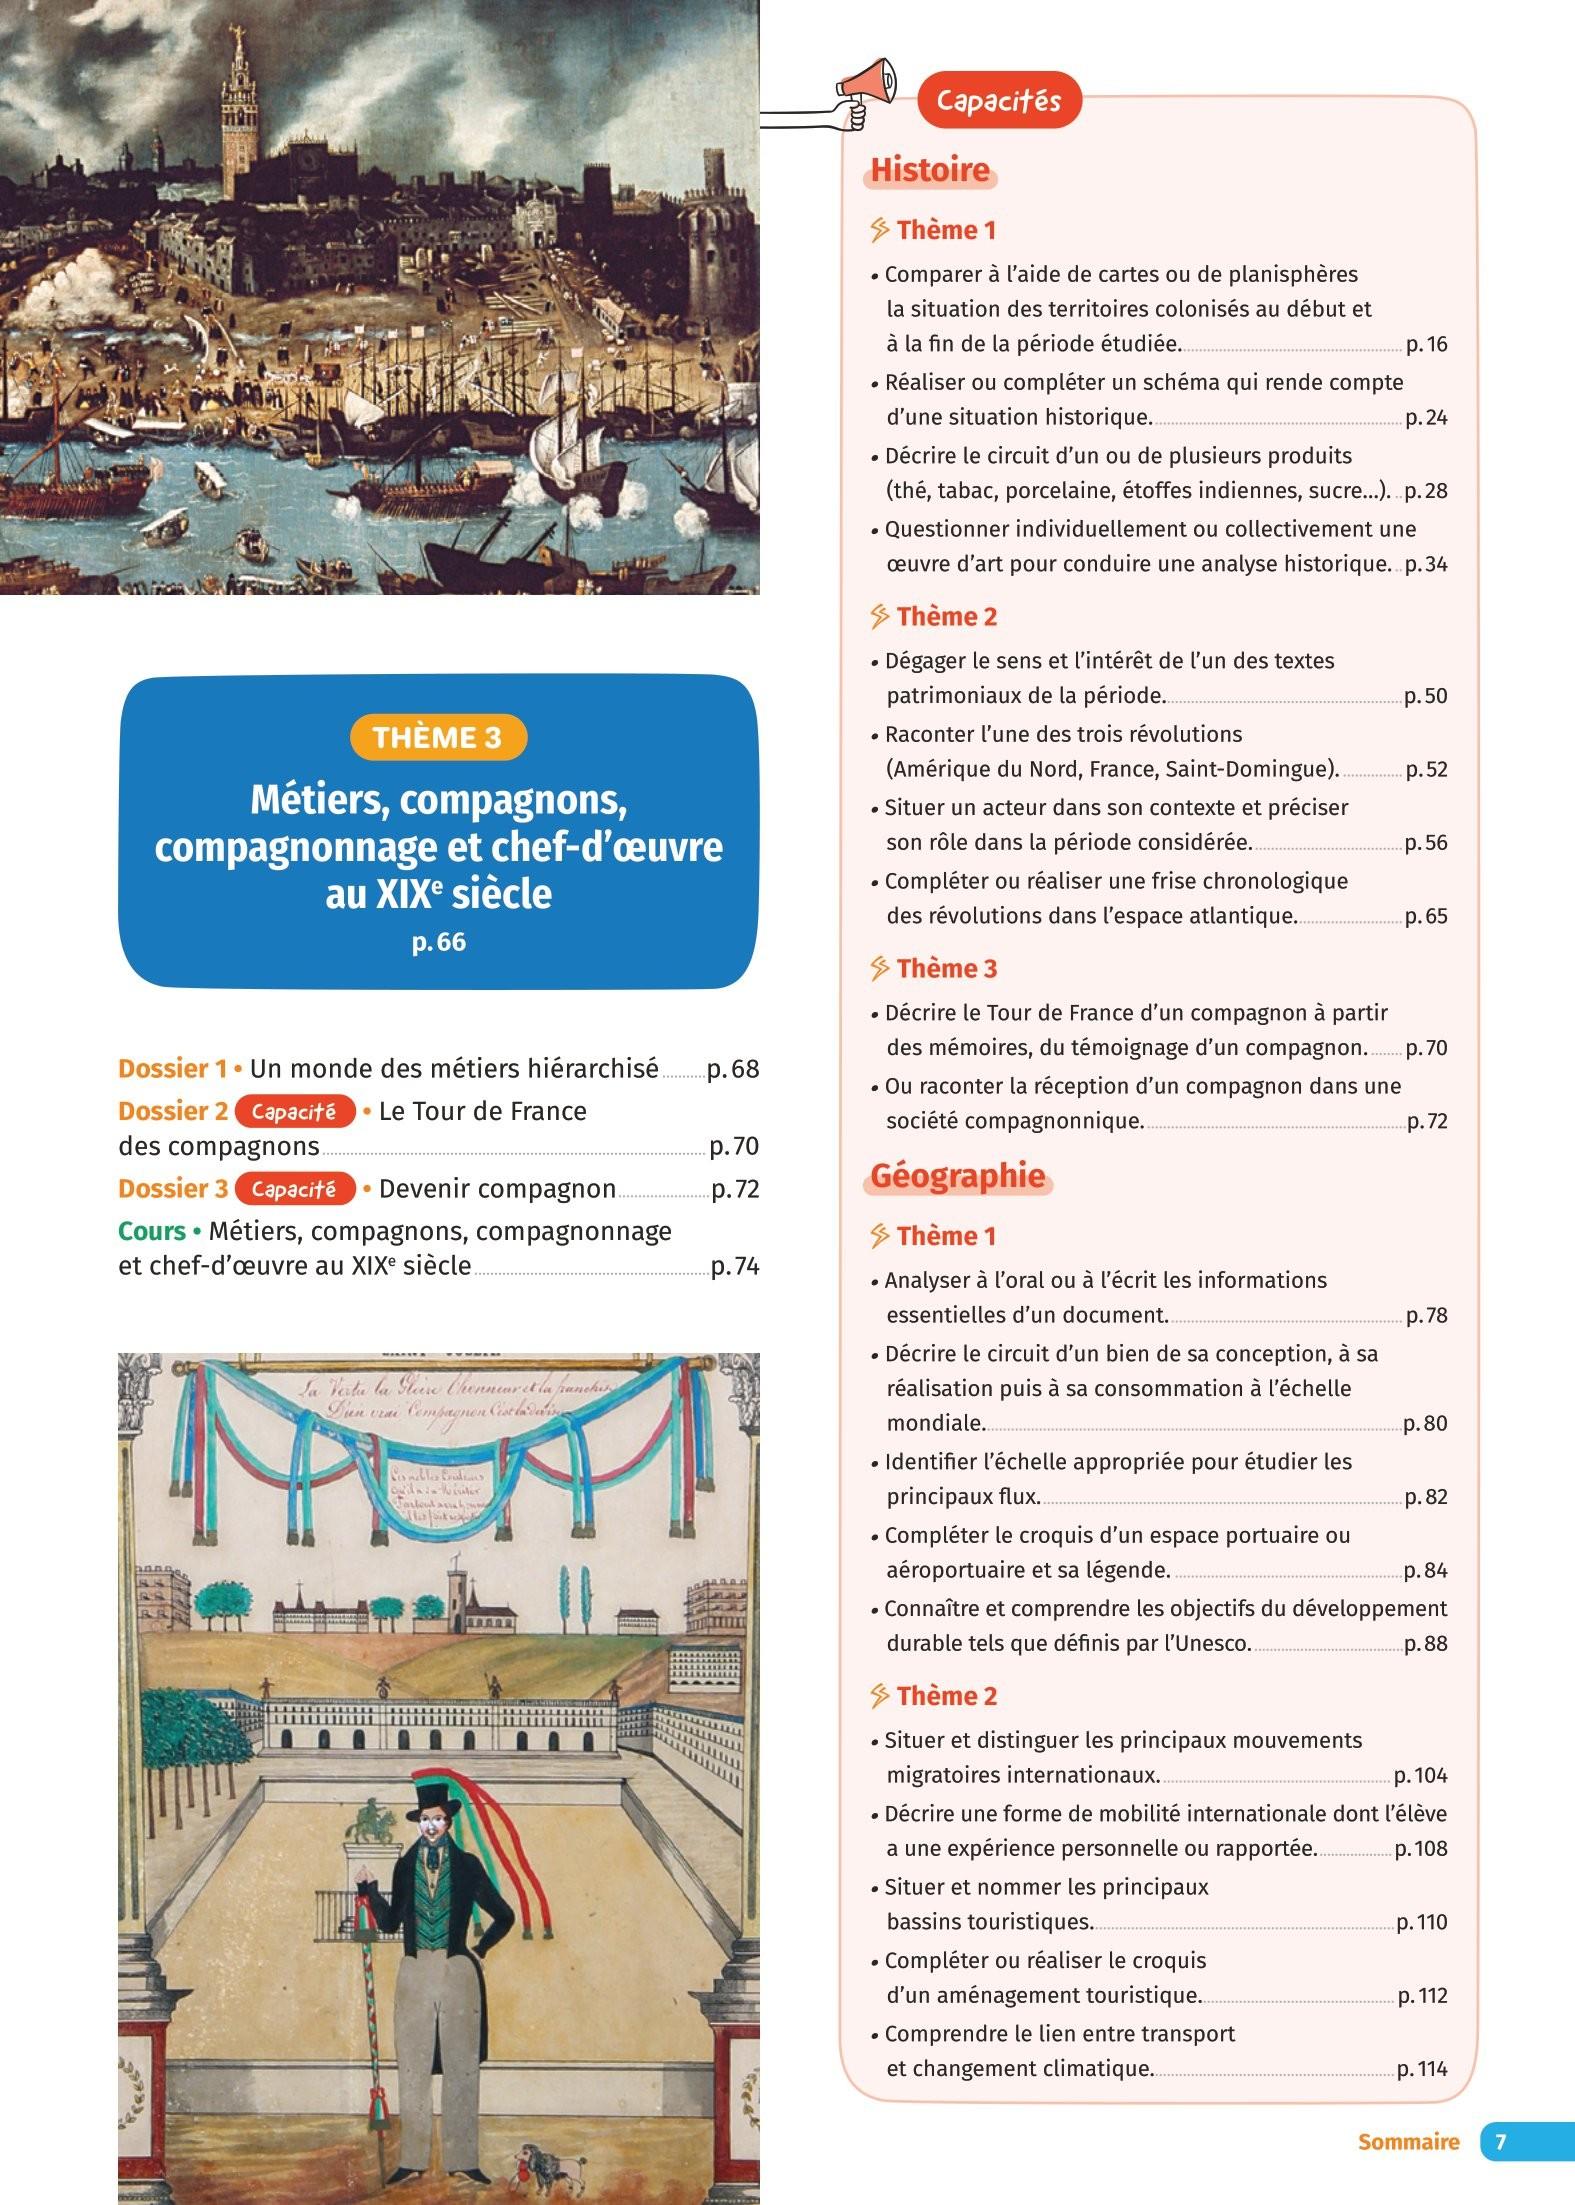 THÈME 3
Métiers, compagnons,
compagnonnage et chef-d’œuvre
au XIXe siècle
p. 66
Dossier 1 • Un monde des métiers hiérarchisé p. 68
Dossier 2 Capacité • Le Tour de France
des compagnons p. 70
Dossier 3 Capacité • Devenir compagnon p. 72
Cours • Métiers, compagnons, compagnonnage
et chef-d’œuvre au XIXe siècle p. 74
La Vertu la Gloire l'honneur et la franchise
D'un vrai Compagnon C'est la devise
Capacités
Histoire
Thème 1
• Comparer à l’aide de cartes ou de planisphères
la situation des territoires colonisés au début et
à la fin de la période étudiée. p. 16
• Réaliser ou compléter un schéma qui rende compte
d’une situation historique. p. 24
• Décrire le circuit d’un ou de plusieurs produits
(thé, tabac, porcelaine, étoffes indiennes, sucre…). p. 28
• Questionner individuellement ou collectivement une
œuvre d’art pour conduire une analyse historique. p. 34
Thème 2
• Dégager le sens et l’intérêt de l’un des textes
patrimoniaux de la période. p. 50
• Raconter l’une des trois révolutions
(Amérique du Nord, France, Saint-Domingue). p. 52
• Situer un acteur dans son contexte et préciser
son rôle dans la période considérée. p. 56
• Compléter ou réaliser une frise chronologique
des révolutions dans l’espace atlantique. p. 65
Thème 3
• Décrire le Tour de France d’un compagnon à partir
des mémoires, du témoignage d’un compagnon. p. 70
• Ou raconter la réception d’un compagnon dans une
société compagnonnique. p. 72
Géographie
Thème 1
• Analyser à l’oral ou à l’écrit les informations
essentielles d’un document. p. 78
• Décrire le circuit d’un bien de sa conception, à sa
réalisation puis à sa consommation à l’échelle
mondiale. p. 80
• Identifier l’échelle appropriée pour étudier les
principaux flux. p. 82
• Compléter le croquis d’un espace portuaire ou
aéroportuaire et sa légende. p. 84
• Connaître et comprendre les objectifs du développement
durable tels que définis par l’Unesco. p. 88
Thème 2
• Situer et distinguer les principaux mouvements
migratoires internationaux. p. 104
• Décrire une forme de mobilité internationale dont l’élève
a une expérience personnelle ou rapportée. p. 108
• Situer et nommer les principaux
bassins touristiques. p. 110
• Compléter ou réaliser le croquis
d’un aménagement touristique. p. 112
• Comprendre le lien entre transport
et changement climatique. p. 114
Sommaire 7